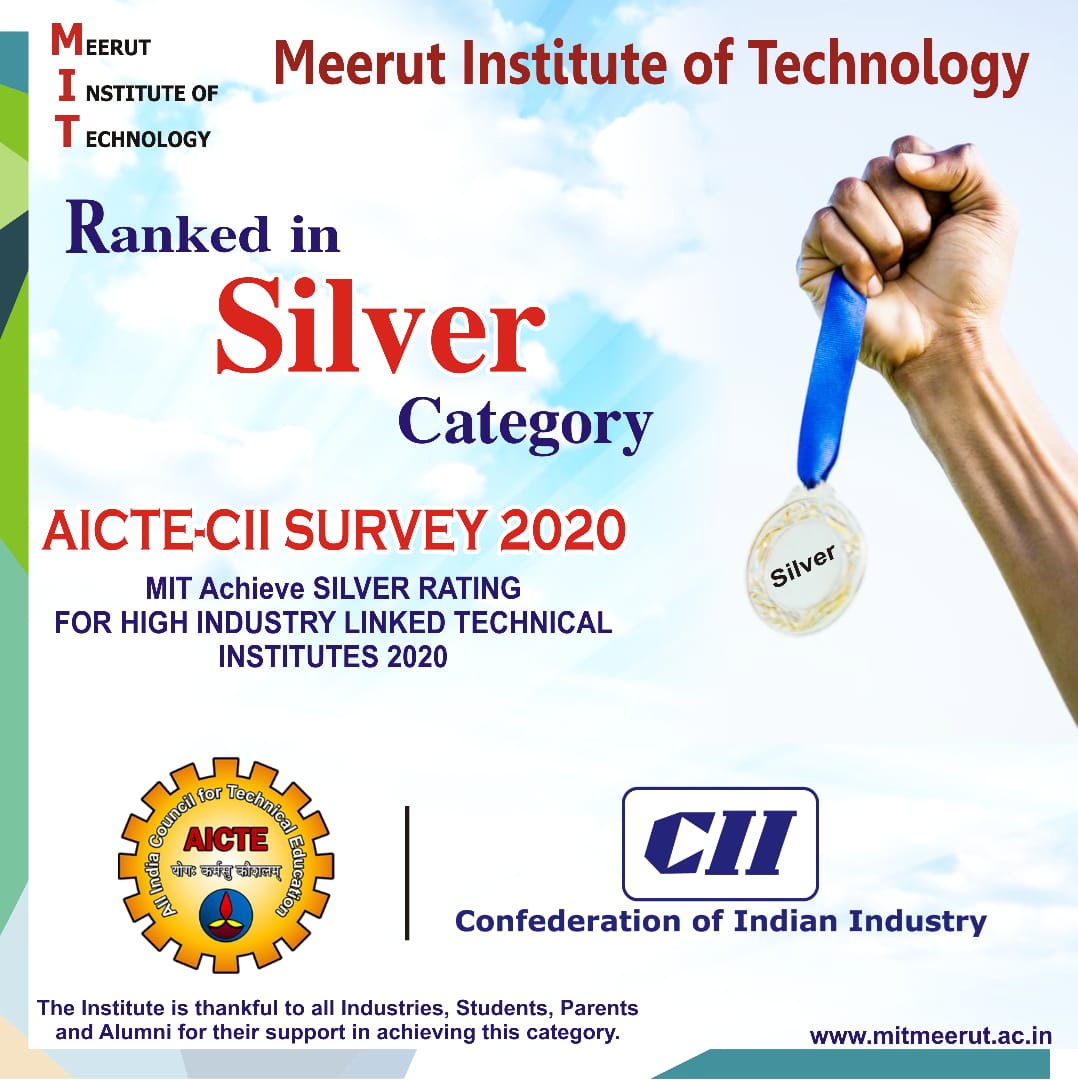 MEERUT
INSTITUTE OF
TECHNOLOGY
Meerut Institute of Technology
Ranked in
Silver
Category
AICTE-CII SURVEY 2020
MIT Achieve SILVER RATING
FOR HIGH INDUSTRY LINKED TECHNICAL
INSTITUTES 2020
Silver
All India Council for Technical Education
AICTE
योगः कर्मसु कौशलम्
CII
Confederation of Indian Industry
The Institute is thankful to all Industries, Students, Parents
and Alumni for their support in achieving this category.
www.mitmeerut.ac.in